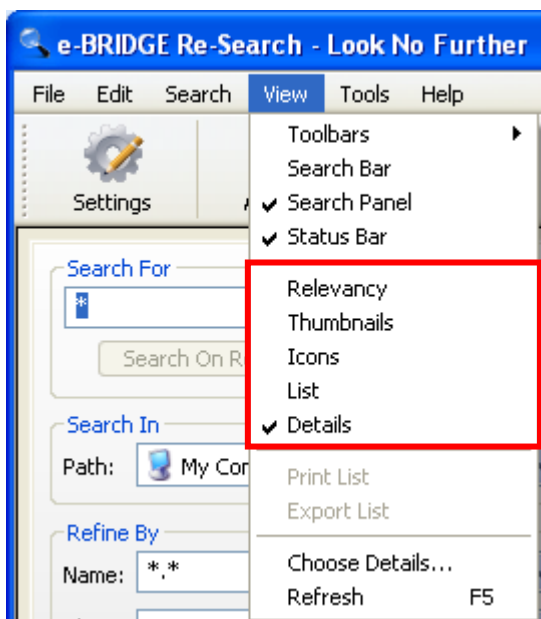 e-BRIDGE Re-Search - Look No Further
File Edit Search View Tools Help
Settings
Toolbars
Search Bar
Search Panel
Status Bar
Relevancy
Thumbnails
Icons
List
Details
Print List
Export List
Choose Details...
Refresh F5
Search For
*
Search On
Search In
Path: My
Refine By
Name: *.*